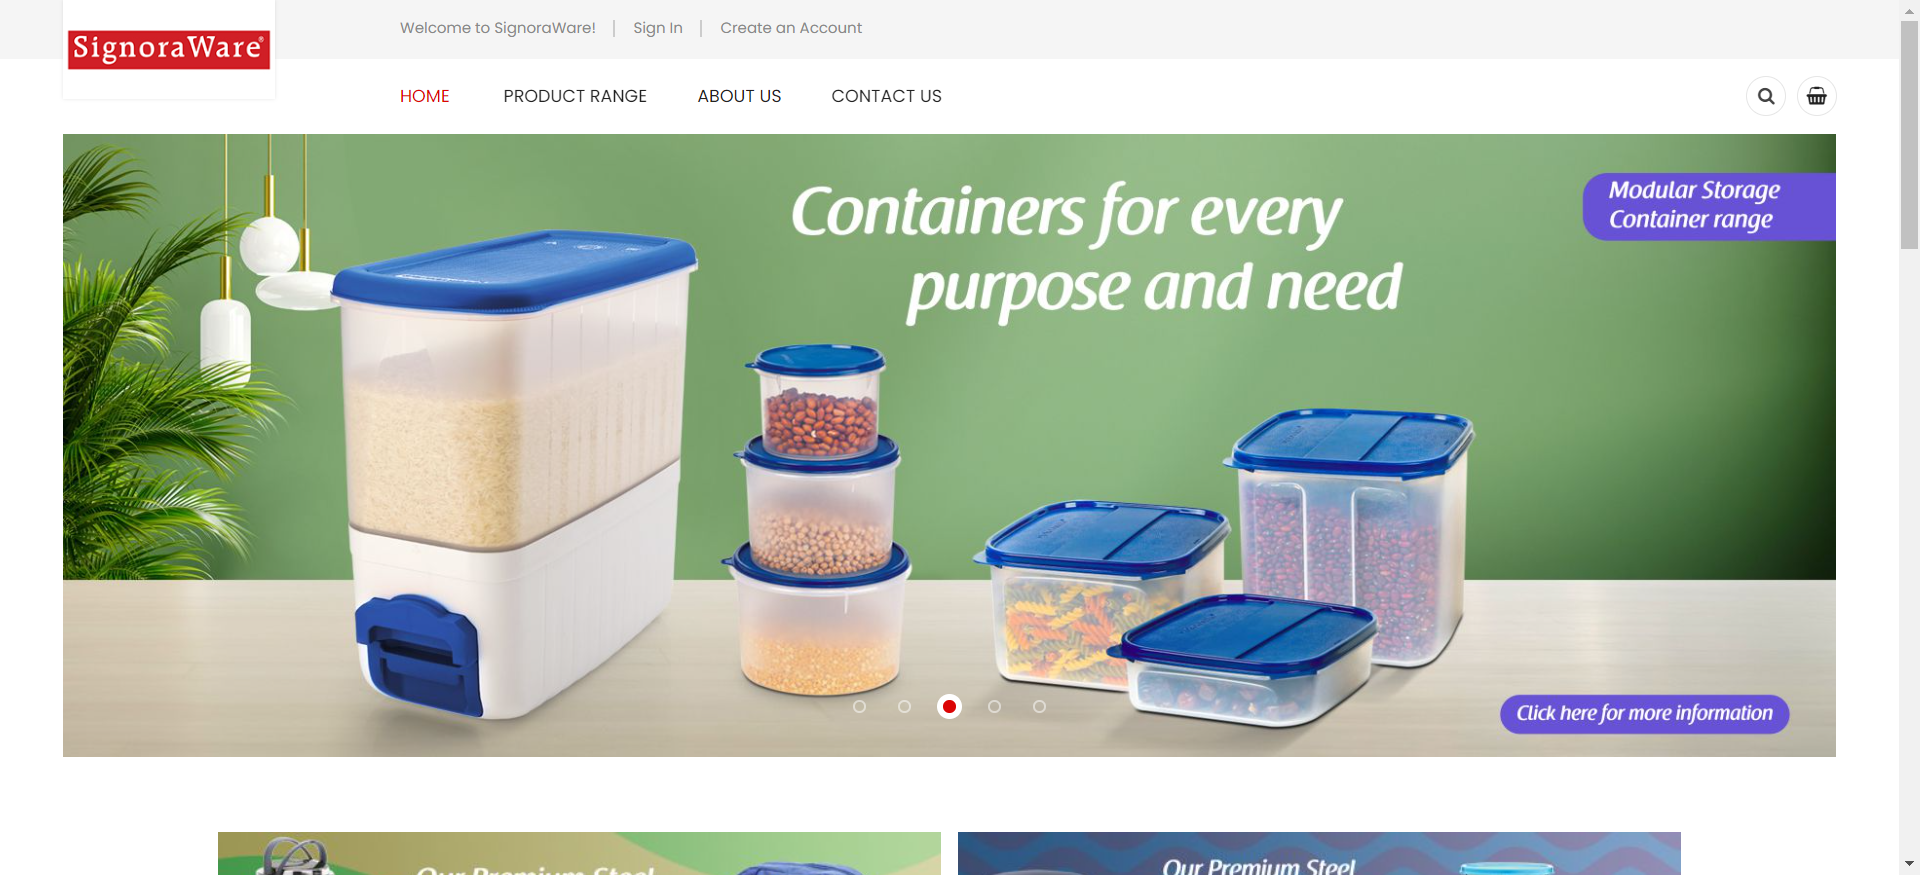 SignoraWare®
Welcome to SignoraWare!
Sign In
Create an Account
HOME
PRODUCT RANGE
ABOUT US
CONTACT US
Containers for every
purpose and need
Modular Storage
Container range
Click here for more information
Our Premium Steel
Our Premium Steel